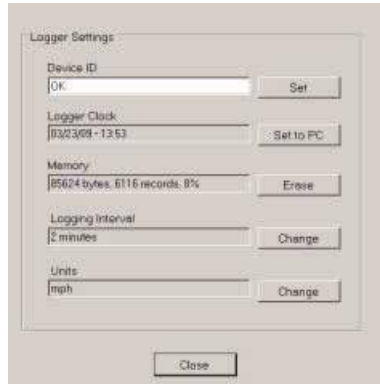 Logger Settings
Device ID
OK
Set
Logger Clock
03/23/09 - 13:53
Set to PC
Memory
85624 bytes, 6116 records, 8%
Erase
Logging Interval
2 minutes
Change
Units
mph
Change
Close